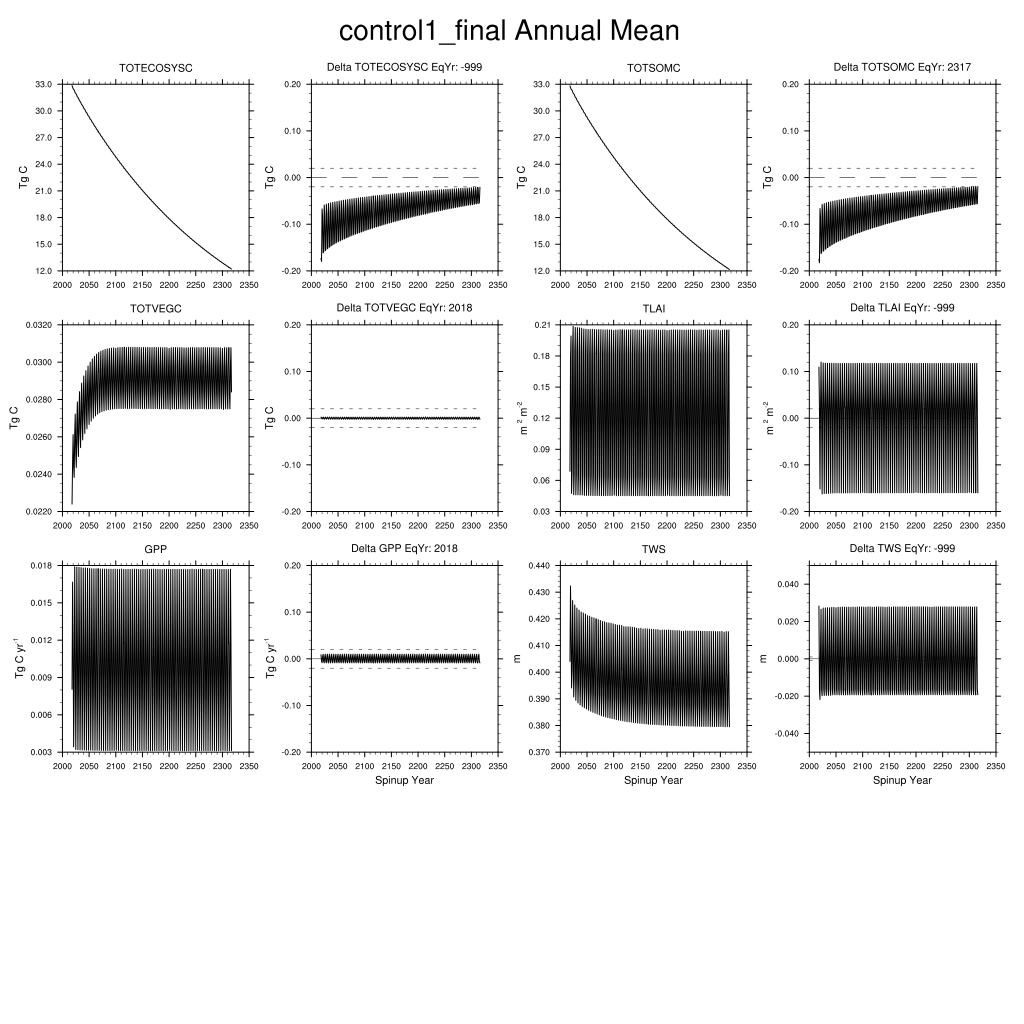 control1_final Annual Mean
TOTECOSYSC
Delta TOTECOSYSC EqYr: -999
TOTSOMC
Delta TOTSOMC EqYr: 2317
33.0
30.0
27.0
24.0
21.0
18.0
15.0
12.0
Tg C
2000 2050 2100 2150 2200 2250 2300 2350
0.20
0.10
0.00
-0.10
-0.20
Tg C
2000 2050 2100 2150 2200 2250 2300 2350
33.0
30.0
27.0
24.0
21.0
18.0
15.0
12.0
Tg C
2000 2050 2100 2150 2200 2250 2300 2350
0.20
0.10
0.00
-0.10
-0.20
Tg C
2000 2050 2100 2150 2200 2250 2300 2350
TOTVEGC
Delta TOTVEGC EqYr: 2018
TLAI
Delta TLAI EqYr: -999
0.0320
0.0300
0.0280
0.0260
0.0240
0.0220
Tg C
2000 2050 2100 2150 2200 2250 2300 2350
0.20
0.10
0.00
-0.10
-0.20
Tg C
2000 2050 2100 2150 2200 2250 2300 2350
0.21
0.18
0.15
0.12
0.09
0.06
0.03
m² m⁻²
2000 2050 2100 2150 2200 2250 2300 2350
0.20
0.10
0.00
-0.10
-0.20
m² m⁻²
2000 2050 2100 2150 2200 2250 2300 2350
GPP
Delta GPP EqYr: 2018
TWS
Delta TWS EqYr: -999
0.018
0.015
0.012
0.009
0.006
0.003
Tg C yr⁻¹
2000 2050 2100 2150 2200 2250 2300 2350
0.20
0.10
0.00
-0.10
-0.20
Tg C yr⁻¹
2000 2050 2100 2150 2200 2250 2300 2350
Spinup Year
0.440
0.430
0.420
0.410
0.400
0.390
0.380
0.370
m
2000 2050 2100 2150 2200 2250 2300 2350
Spinup Year
0.040
0.020
0.000
-0.020
-0.040
m
2000 2050 2100 2150 2200 2250 2300 2350
Spinup Year